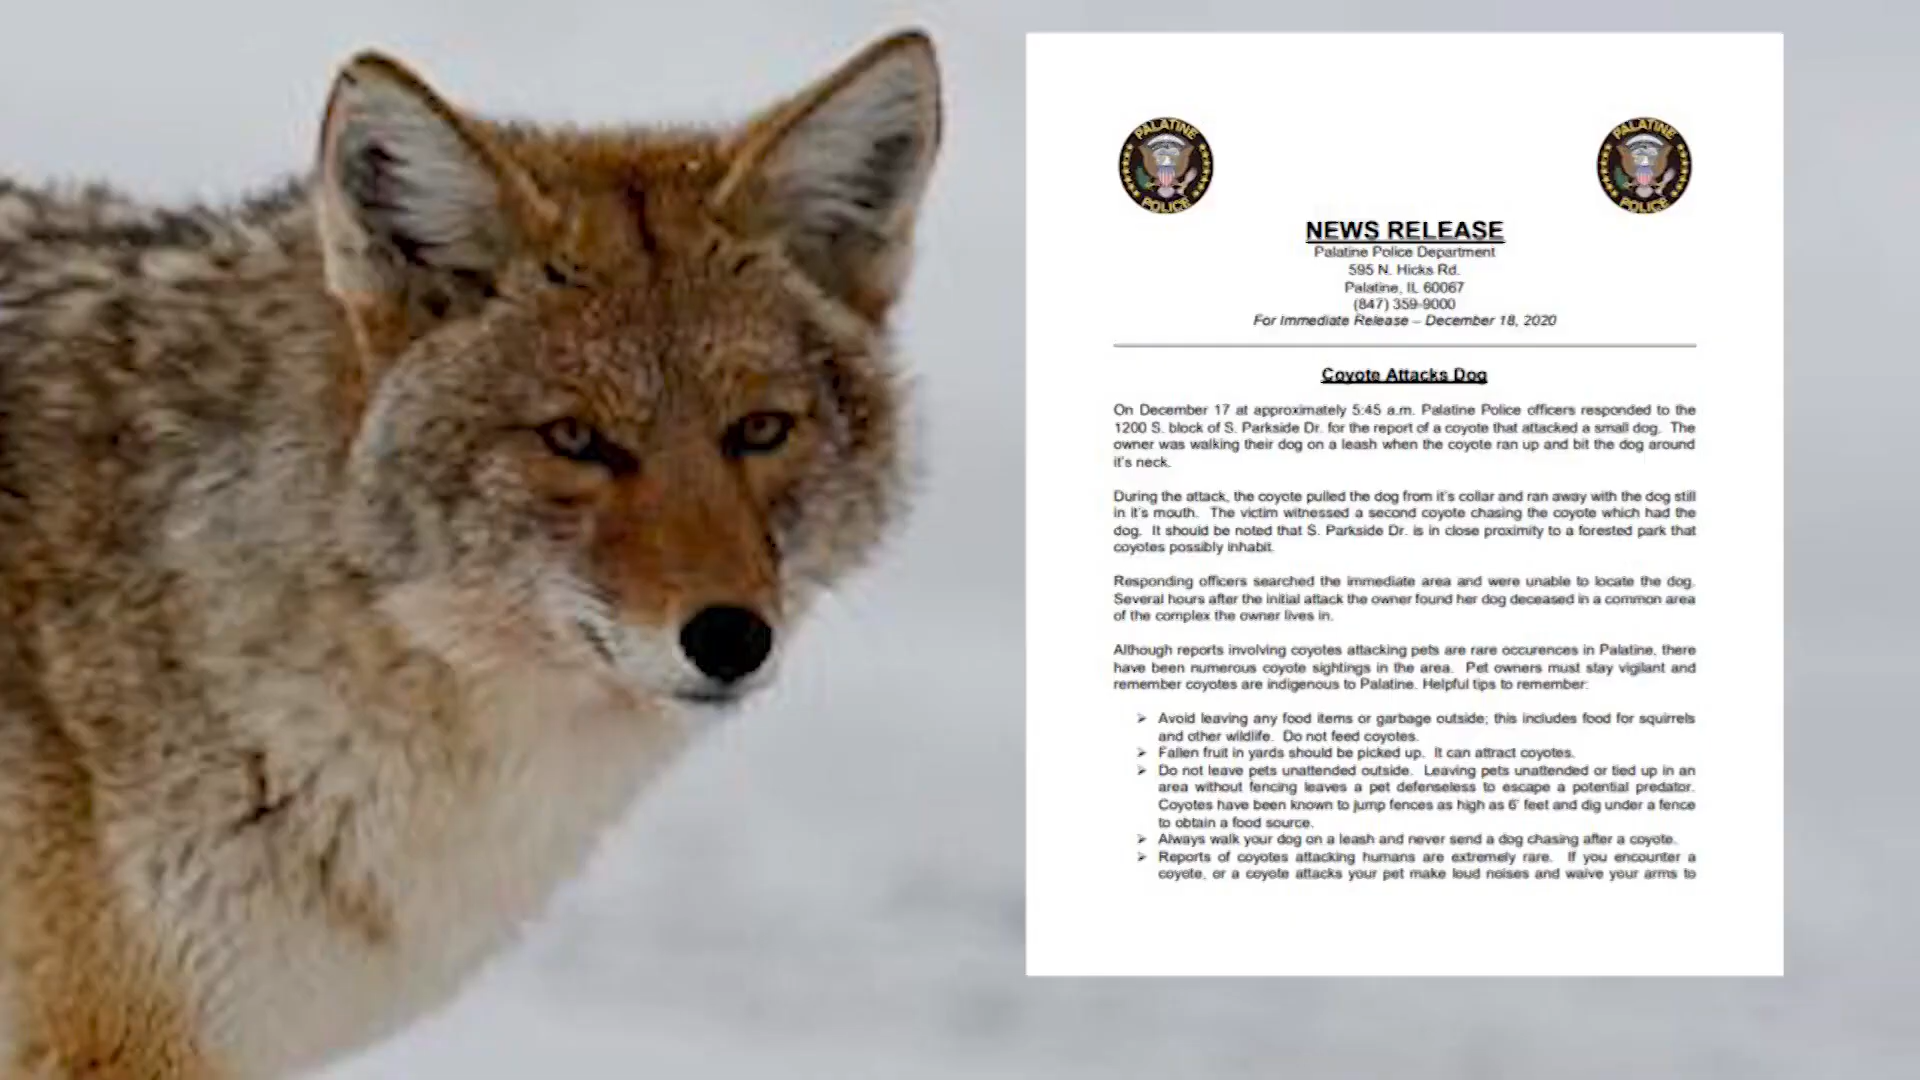 PALATINE
POLICE
PALATINE
POLICE
NEWS RELEASE
Palatine Police Department
595 N. Hicks Rd.
Palatine, IL 60067
(847) 359-9000
For Immediate Release – December 18, 2020
Coyote Attacks Dog
On December 17 at approximately 5:45 a.m. Palatine Police officers responded to the
1200 S. block of S. Parkside Dr. for the report of a coyote that attacked a small dog. The
owner was walking their dog on a leash when the coyote ran up and bit the dog around
it's neck.
During the attack, the coyote pulled the dog from it's collar and ran away with the dog still
in it's mouth. The victim witnessed a second coyote chasing the coyote which had the
dog. It should be noted that S. Parkside Dr. is in close proximity to a forested park that
coyotes possibly inhabit.
Responding officers searched the immediate area and were unable to locate the dog.
Several hours after the initial attack the owner found her dog deceased in a common area
of the complex the owner lives in.
Although reports involving coyotes attacking pets are rare occurences in Palatine, there
have been numerous coyote sightings in the area. Pet owners must stay vigilant and
remember coyotes are indigenous to Palatine. Helpful tips to remember:
➢ Avoid leaving any food items or garbage outside; this includes food for squirrels
and other wildlife. Do not feed coyotes.
➢ Fallen fruit in yards should be picked up. It can attract coyotes.
➢ Do not leave pets unattended outside. Leaving pets unattended or tied up in an
area without fencing leaves a pet defenseless to escape a potential predator.
Coyotes have been known to jump fences as high as 6' feet and dig under a fence
to obtain a food source.
➢ Always walk your dog on a leash and never send a dog chasing after a coyote.
➢ Reports of coyotes attacking humans are extremely rare. If you encounter a
coyote, or a coyote attacks your pet make loud noises and waive your arms to